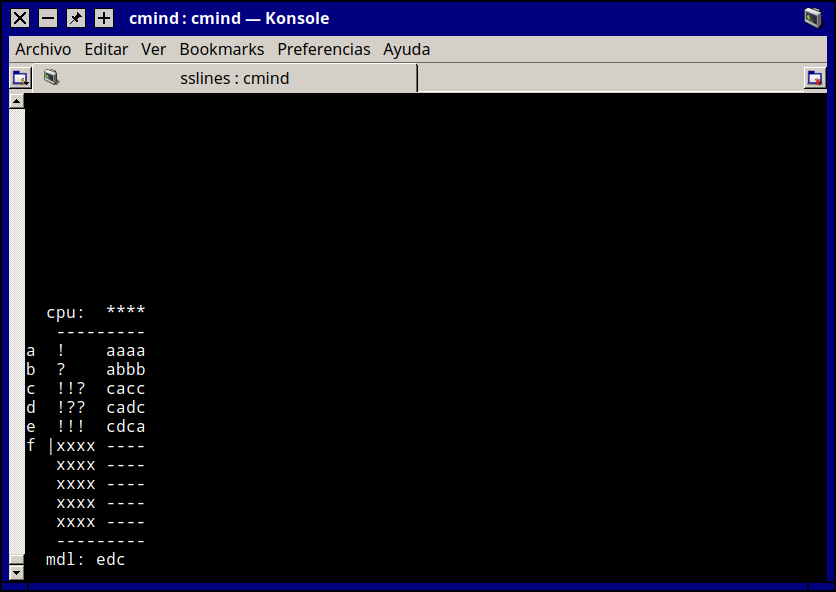 cmind : cmind — Konsole
Archivo Editar Ver Bookmarks Preferencias Ayuda
sslines : cmind
cpu:  ****
---------
a  !    aaaa
b  ?    abbb
c  !!?  cacc
d  !??  cadc
e  !!!  cdca
f |xxxx ----
xxxx ----
xxxx ----
xxxx ----
xxxx ----
---------
mdl: edc